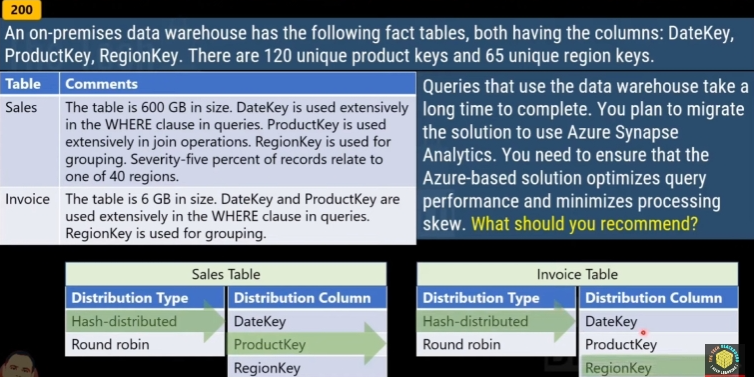 200
An on-premises data warehouse has the following fact tables, both having the columns: DateKey,
ProductKey, RegionKey. There are 120 unique product keys and 65 unique region keys.
Table Comments
Sales The table is 600 GB in size. DateKey is used extensively
in the WHERE clause in queries. ProductKey is used
extensively in join operations. RegionKey is used for
grouping. Severity-five percent of records relate to
one of 40 regions.
Invoice The table is 6 GB in size. DateKey and ProductKey are
used extensively in the WHERE clause in queries.
RegionKey is used for grouping.
Queries that use the data warehouse take a
long time to complete. You plan to migrate
the solution to use Azure Synapse
Analytics. You need to ensure that the
Azure-based solution optimizes query
performance and minimizes processing
skew. What should you recommend?
Sales Table
Distribution Type Distribution Column
Hash-distributed DateKey
Round robin ProductKey
RegionKey
Invoice Table
Distribution Type Distribution Column
Hash-distributed DateKey
Round robin ProductKey
RegionKey